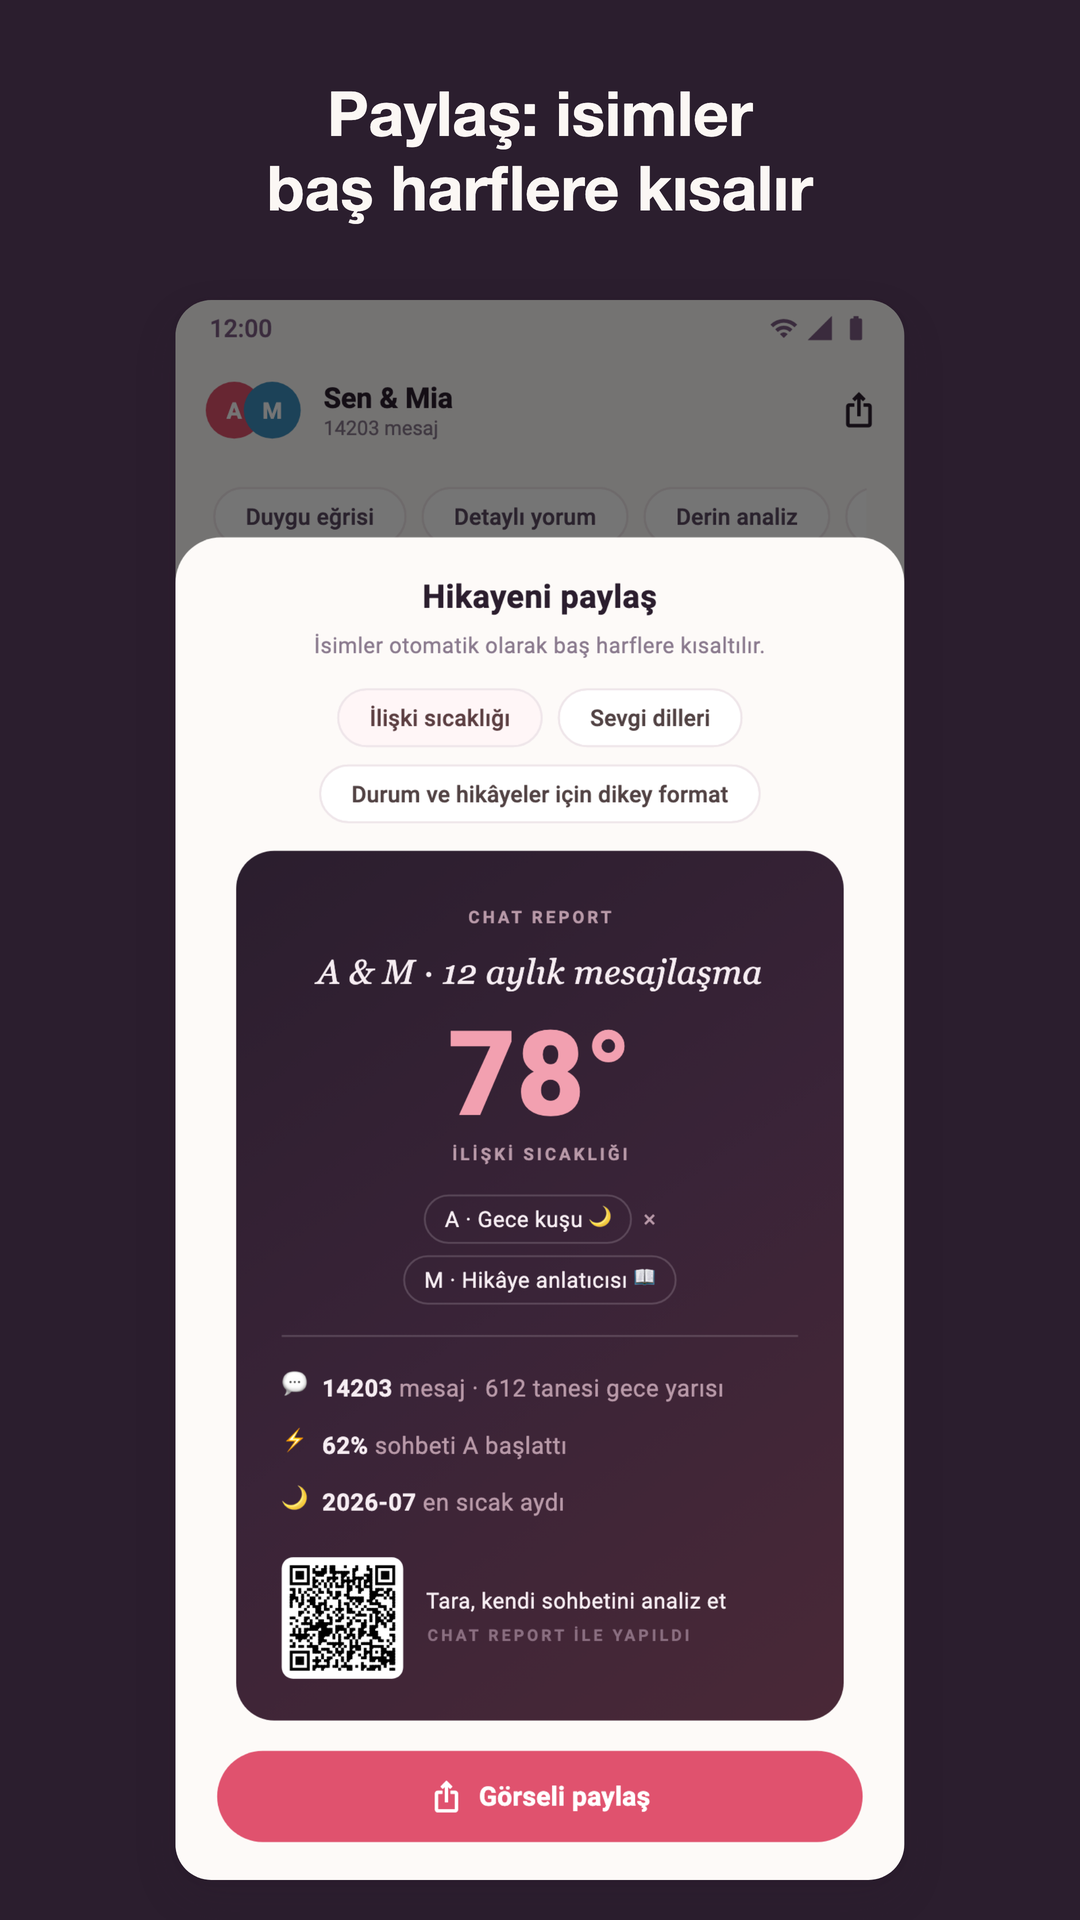 Paylaş: isimler
baş harflere kısalır
12:00
A M Sen & Mia
14203 mesaj
Duygu eğrisi Detaylı yorum Derin analiz
Hikayeni paylaş
İsimler otomatik olarak baş harflere kısaltılır.
İlişki sıcaklığı Sevgi dilleri
Durum ve hikâyeler için dikey format
CHAT REPORT
A & M · 12 aylık mesajlaşma
78°
İLİŞKİ SICAKLIĞI
A · Gece kuşu 🌙 ×
M · Hikâye anlatıcısı 📖
💬 14203 mesaj · 612 tanesi gece yarısı
⚡ 62% sohbeti A başlattı
🌙 2026-07 en sıcak aydı
Tara, kendi sohbetini analiz et
CHAT REPORT İLE YAPILDI
Görseli paylaş